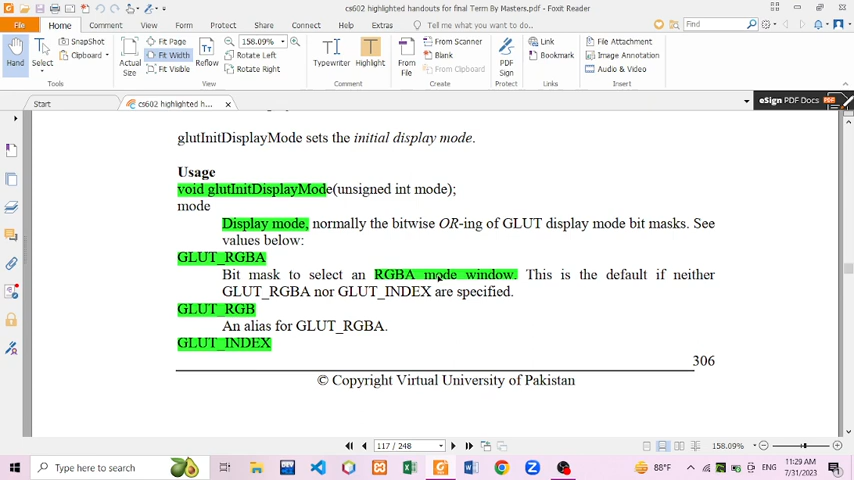 cs602 highlighted handouts for final Term By Masters.pdf - Foxit Reader
File Home Comment View Form Protect Share Connect Help Extras Tell me what you want to do... Find
Hand
Select
SnapShot
Clipboard
Actual Size
Fit Page
Fit Width
Fit Visible
Reflow
158.09%
Rotate Left
Rotate Right
Typewriter
Highlight
From File
From Scanner
Blank
From Clipboard
PDF Sign
Link
Bookmark
File Attachment
Image Annotation
Audio & Video
Tools View Comment Create Protect Links Insert
Start cs602 highlighted h... eSign PDF Docs
glutInitDisplayMode sets the initial display mode.
Usage
void glutInitDisplayMode(unsigned int mode);
mode
Display mode, normally the bitwise OR-ing of GLUT display mode bit masks. See
values below:
GLUT_RGBA
Bit mask to select an RGBA mode window. This is the default if neither
GLUT_RGBA nor GLUT_INDEX are specified.
GLUT_RGB
An alias for GLUT_RGBA.
GLUT_INDEX
306
© Copyright Virtual University of Pakistan
117 / 248 158.09%
Type here to search 88°F ENG 11:29 AM
7/31/2023